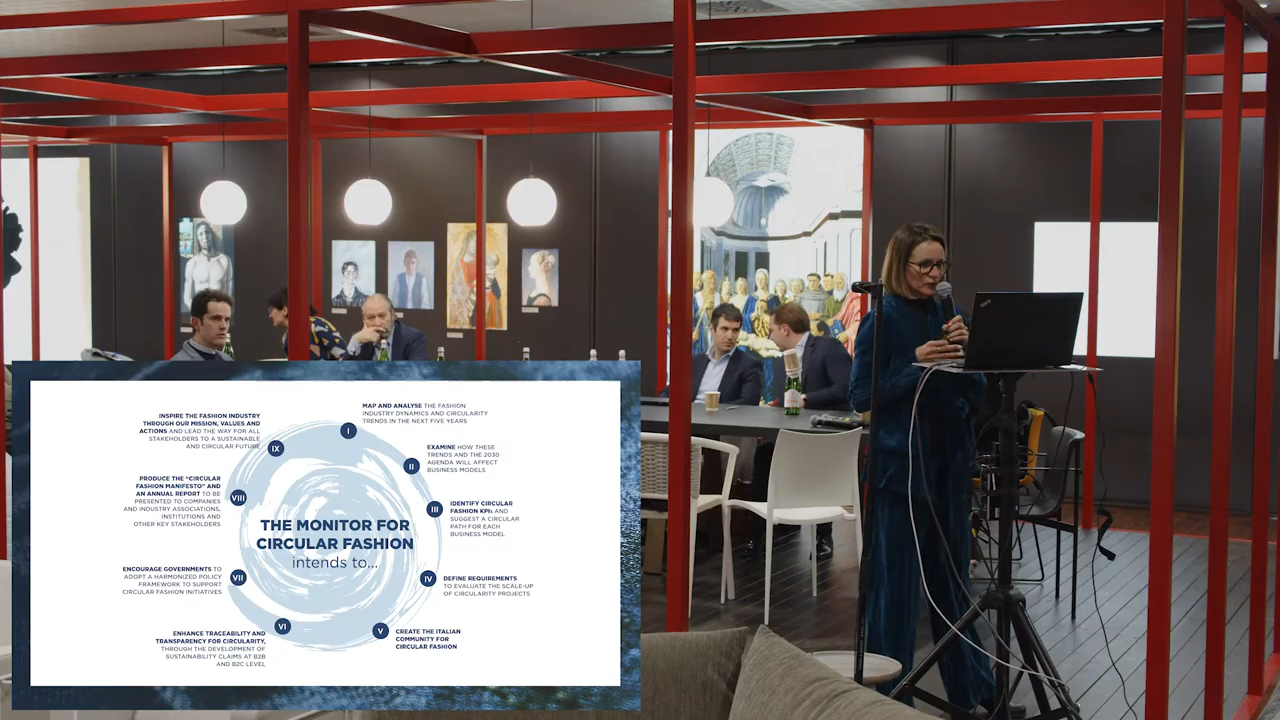 MAP AND ANALYSE THE FASHION
INDUSTRY DYNAMICS AND CIRCULARITY
TRENDS IN THE NEXT FIVE YEARS
I
EXAMINE HOW THESE
TRENDS AND THE 2030
AGENDA WILL AFFECT
BUSINESS MODELS
II
IDENTIFY CIRCULAR
FASHION KPIs AND
SUGGEST A CIRCULAR
PATH FOR EACH
BUSINESS MODEL
III
DEFINE REQUIREMENTS
TO EVALUATE THE SCALE-UP
OF CIRCULARITY PROJECTS
IV
CREATE THE ITALIAN
COMMUNITY FOR
CIRCULAR FASHION
V
ENHANCE TRACEABILITY AND
TRANSPARENCY FOR CIRCULARITY,
THROUGH THE DEVELOPMENT OF
SUSTAINABILITY CLAIMS AT B2B
AND B2C LEVEL
VI
ENCOURAGE GOVERNMENTS TO
ADOPT A HARMONIZED POLICY
FRAMEWORK TO SUPPORT
CIRCULAR FASHION INITIATIVES
VII
PRODUCE THE "CIRCULAR
FASHION MANIFESTO" AND
AN ANNUAL REPORT TO BE
PRESENTED TO COMPANIES
AND INDUSTRY ASSOCIATIONS,
INSTITUTIONS AND
OTHER KEY STAKEHOLDERS
VIII
INSPIRE THE FASHION INDUSTRY
THROUGH OUR MISSION, VALUES AND
ACTIONS AND LEAD THE WAY FOR ALL
STAKEHOLDERS TO A SUSTAINABLE
AND CIRCULAR FUTURE
IX
THE MONITOR FOR
CIRCULAR FASHION
intends to...